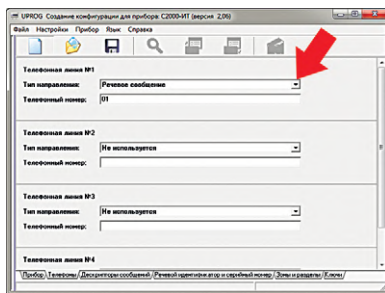 UPROG Создание конфигурации для прибора: С2000-ИТ (версия 2,06)
Файл Настройки Прибор Язык Справка
Телефонная линия №1
Тип направления: Речевое сообщение
Телефонный номер: 01
Телефонная линия №2
Тип направления: Не используется
Телефонный номер:
Телефонная линия №3
Тип направления: Не используется
Телефонный номер:
Телефонная линия №4
Прибор Телефоны Дескрипторы сообщений Речевой идентификатор и серийный номер Зоны и разделы Ключи